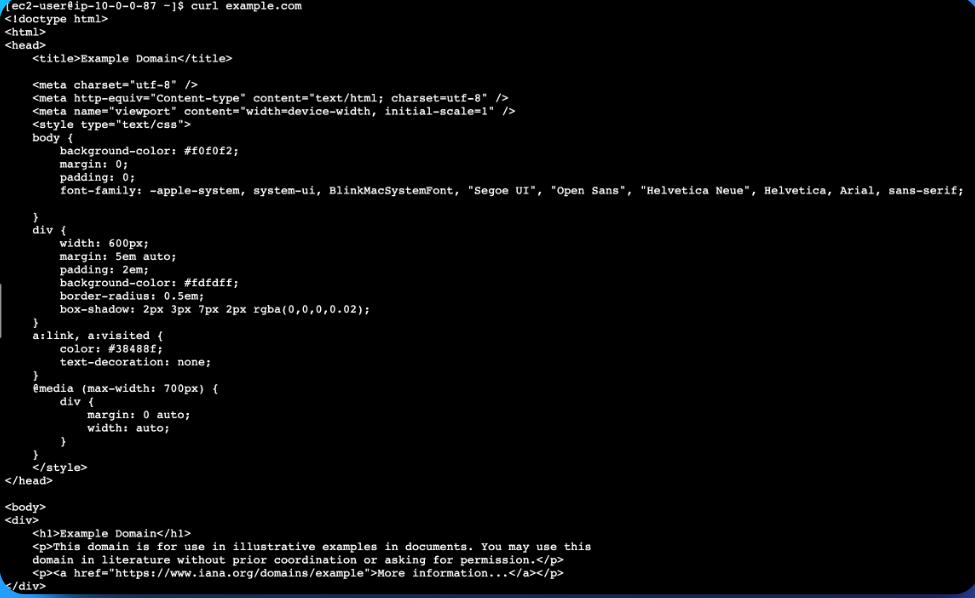 [ec2-user@ip-10-0-0-87 ~]$ curl example.com
<!doctype html>
<html>
<head>
    <title>Example Domain</title>

    <meta charset="utf-8" />
    <meta http-equiv="Content-type" content="text/html; charset=utf-8" />
    <meta name="viewport" content="width=device-width, initial-scale=1" />
    <style type="text/css">
    body {
        background-color: #f0f0f2;
        margin: 0;
        padding: 0;
        font-family: -apple-system, system-ui, BlinkMacSystemFont, "Segoe UI", "Open Sans", "Helvetica Neue", Helvetica, Arial, sans-serif;

    }
    div {
        width: 600px;
        margin: 5em auto;
        padding: 2em;
        background-color: #fdfdff;
        border-radius: 0.5em;
        box-shadow: 2px 3px 7px 2px rgba(0,0,0,0.02);
    }
    a:link, a:visited {
        color: #38488f;
        text-decoration: none;
    }
    @media (max-width: 700px) {
        div {
            margin: 0 auto;
            width: auto;
        }
    }
    </style>
</head>

<body>
<div>
    <h1>Example Domain</h1>
    <p>This domain is for use in illustrative examples in documents. You may use this
    domain in literature without prior coordination or asking for permission.</p>
    <p><a href="https://www.iana.org/domains/example">More information...</a></p>
</div>